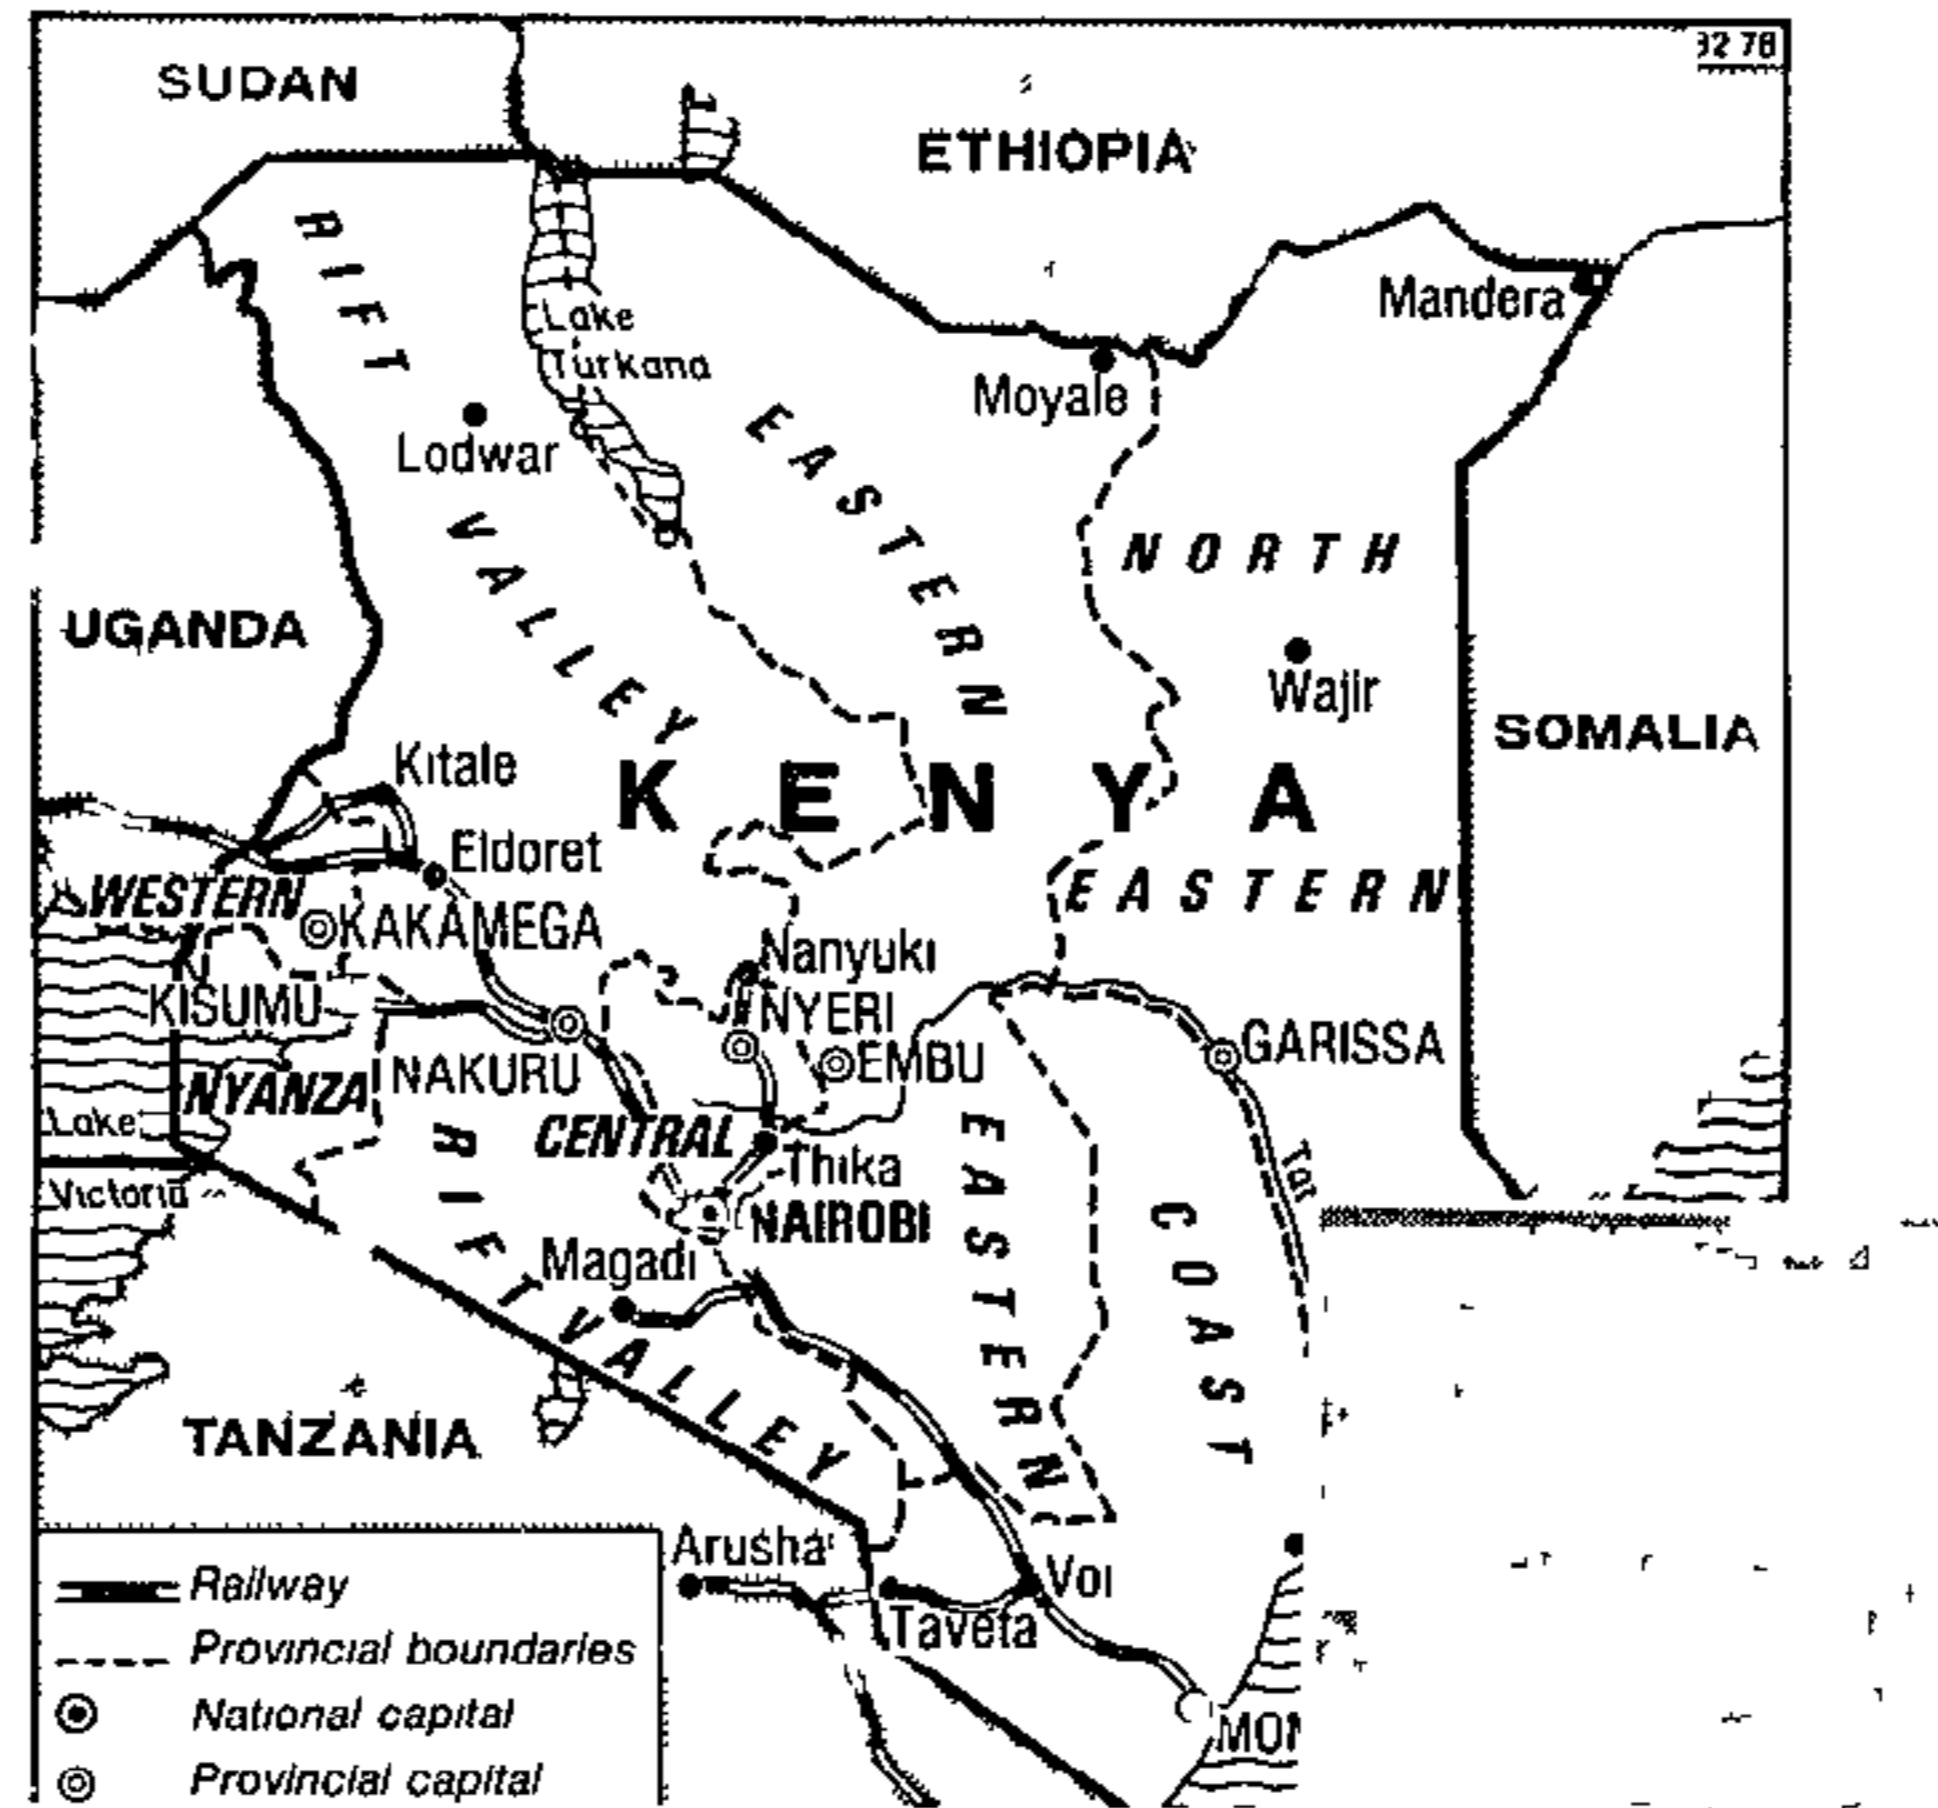 92 78
SUDAN
ETHIOPIA
RIFT VALLEY
Lake
Turkana
Mandera
Moyale
Lodwar
EASTERN
NORTH
UGANDA
Wajir
SOMALIA
Kitale
KENYA
Eldoret
EASTERN
WESTERN
KAKAMEGA
Nanyuki
KISUMU
NYERI
GARISSA
EMBU
NAKURU
NYANZA
Lake
Victoria
CENTRAL
RIFT VALLEY
EASTERN
Thika
NAIROBI
COAST
Magadi
TANZANIA
Arusha
Voi
Taveta
MOM
Railway
Provincial boundaries
National capital
Provincial capital